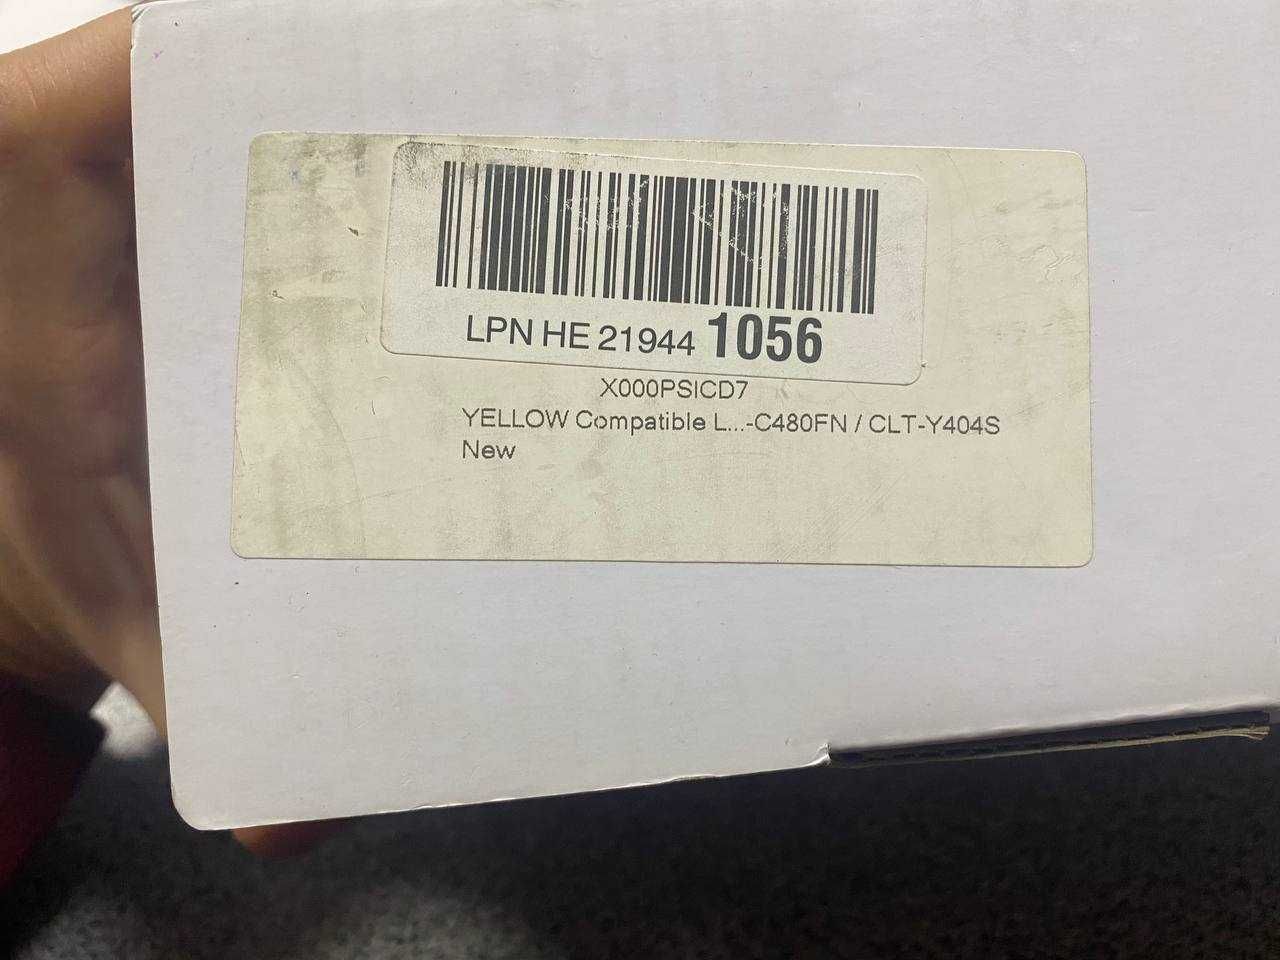 LPN HE 21944 1056
X000PSICD7
YELLOW Compatible L...-C480FN / CLT-Y404S
New